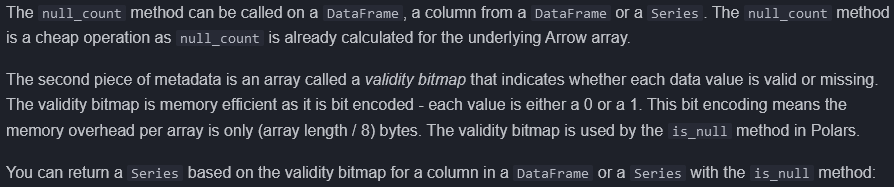 The null_count method can be called on a DataFrame, a column from a DataFrame or a Series. The null_count method
is a cheap operation as null_count is already calculated for the underlying Arrow array.
The second piece of metadata is an array called a validity bitmap that indicates whether each data value is valid or missing.
The validity bitmap is memory efficient as it is bit encoded - each value is either a 0 or a 1. This bit encoding means the
memory overhead per array is only (array length / 8) bytes. The validity bitmap is used by the is_null method in Polars.
You can return a Series based on the validity bitmap for a column in a DataFrame or a Series with the is_null method: